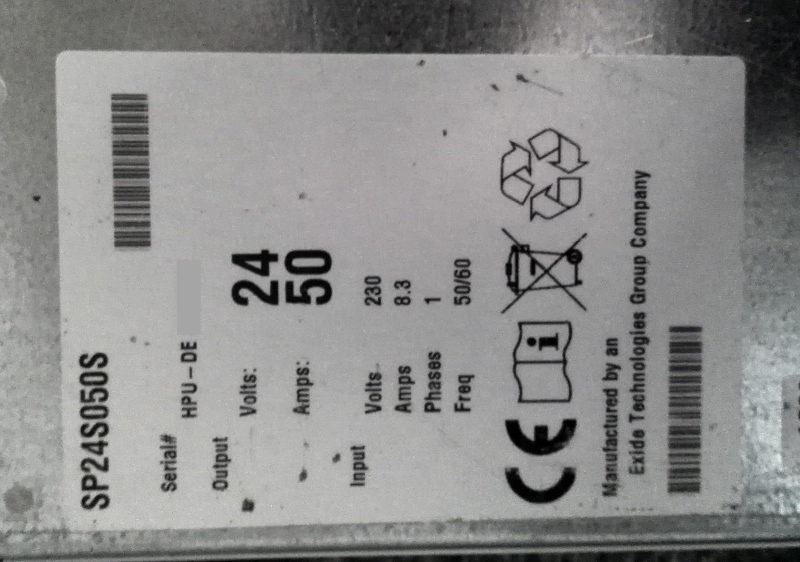 SP24S050S
Serial# HPU-DE
Output Volts: 24
Amps: 50
Input Volts 230
Amps 8.3
Phases 1
Freq 50/60
CE
Manufactured by an
Exide Technologies Group Company